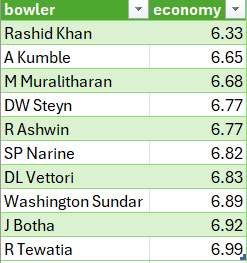 bowler economy
Rashid Khan 6.33
A Kumble 6.65
M Muralitharan 6.68
DW Steyn 6.77
R Ashwin 6.77
SP Narine 6.82
DL Vettori 6.83
Washington Sundar 6.89
J Botha 6.92
R Tewatia 6.99